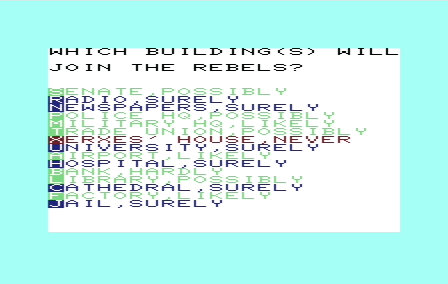 WHICH BUILDING(S) WILL
JOIN THE REBELS?
SENATE,POSSIBLY
RADIO,SURELY
NEWSPAPERS,SURELY
POLICE HQ,POSSIBLY
MILITARY HQ,LIKELY
TRADE UNION,POSSIBLY
XERXES' HOUSE,NEVER
UNIVERSITY,SURELY
AIRPORT,LIKELY
HOSPITAL,SURELY
BANK,HARDLY
LIBRARY,POSSIBLY
CATHEDRAL,SURELY
FACTORY,LIKELY
JAIL,SURELY